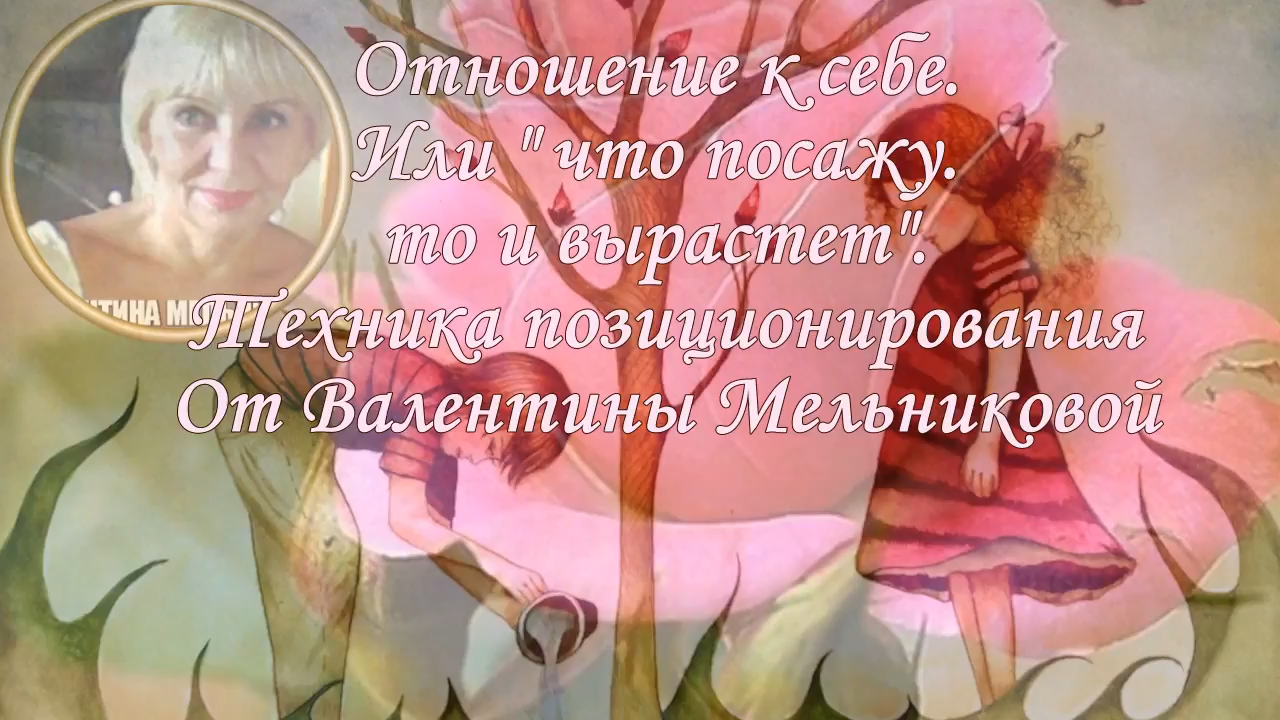 Отношение к себе.
Или " что посажу.
то и вырастет".
Техника позиционирования
От Валентины Мельниковой